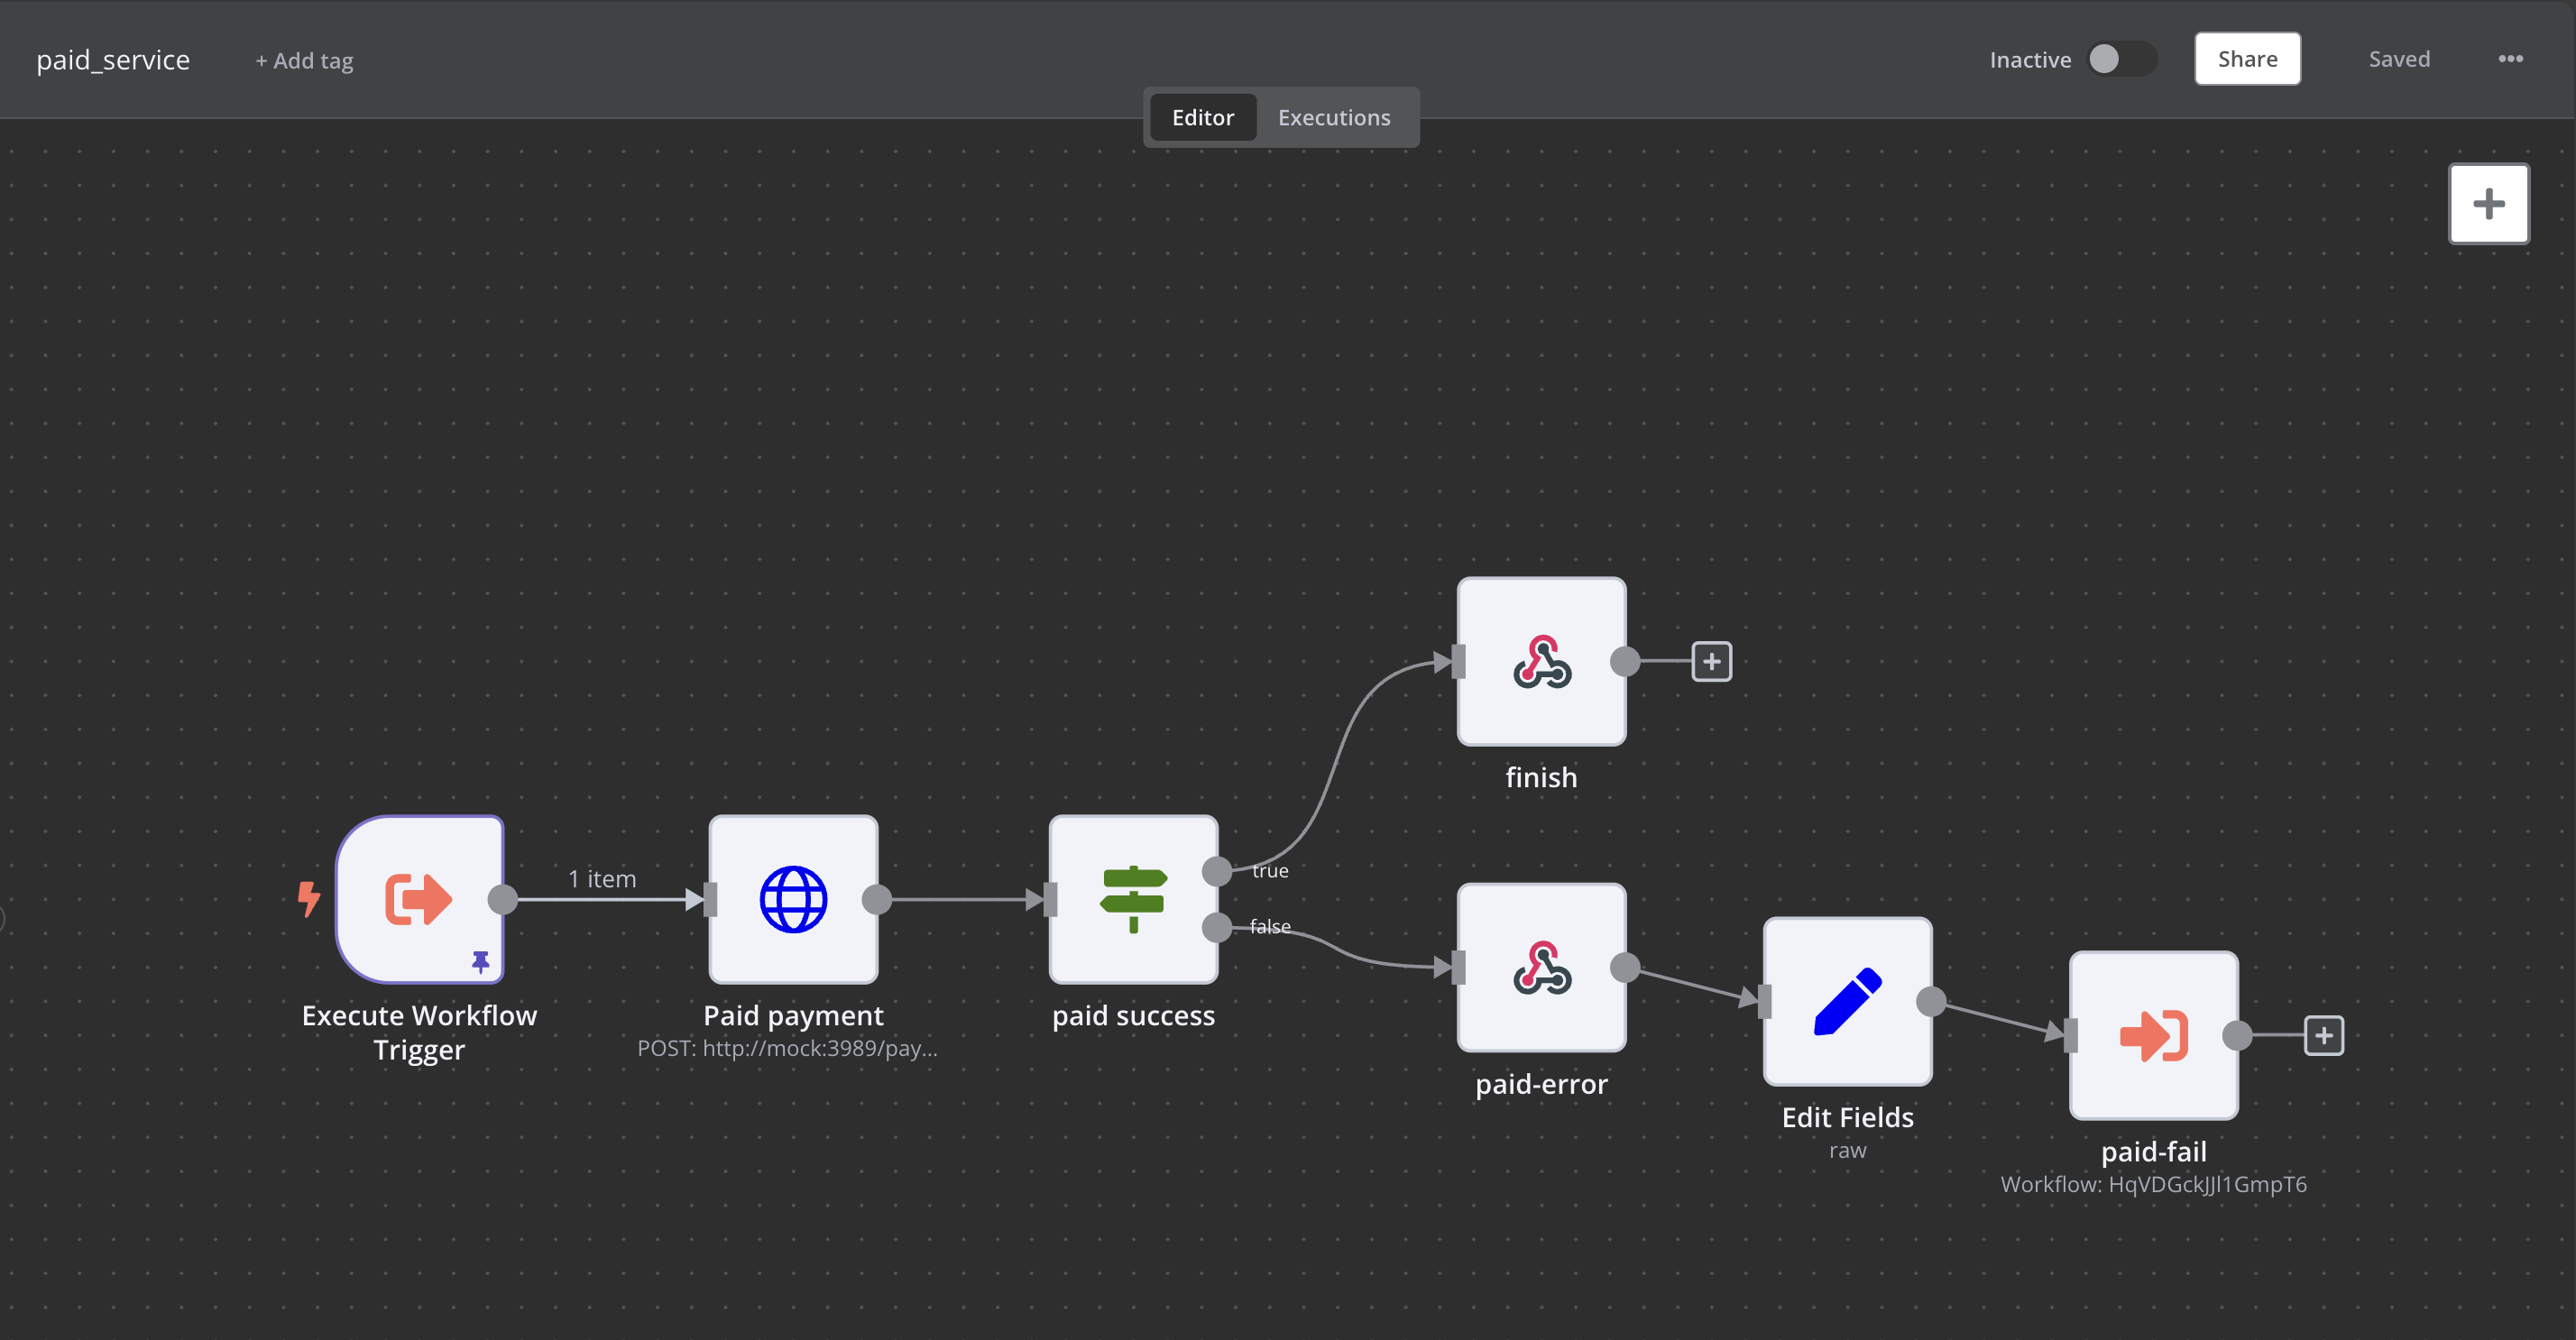 paid_service
+ Add tag
Inactive
Share
Saved
Editor
Executions
finish
1 item
true
false
Execute Workflow
Trigger
Paid payment
POST: http://mock:3989/pay...
paid success
paid-error
Edit Fields
raw
paid-fail
Workflow: HqVDGckJJl1GmpT6